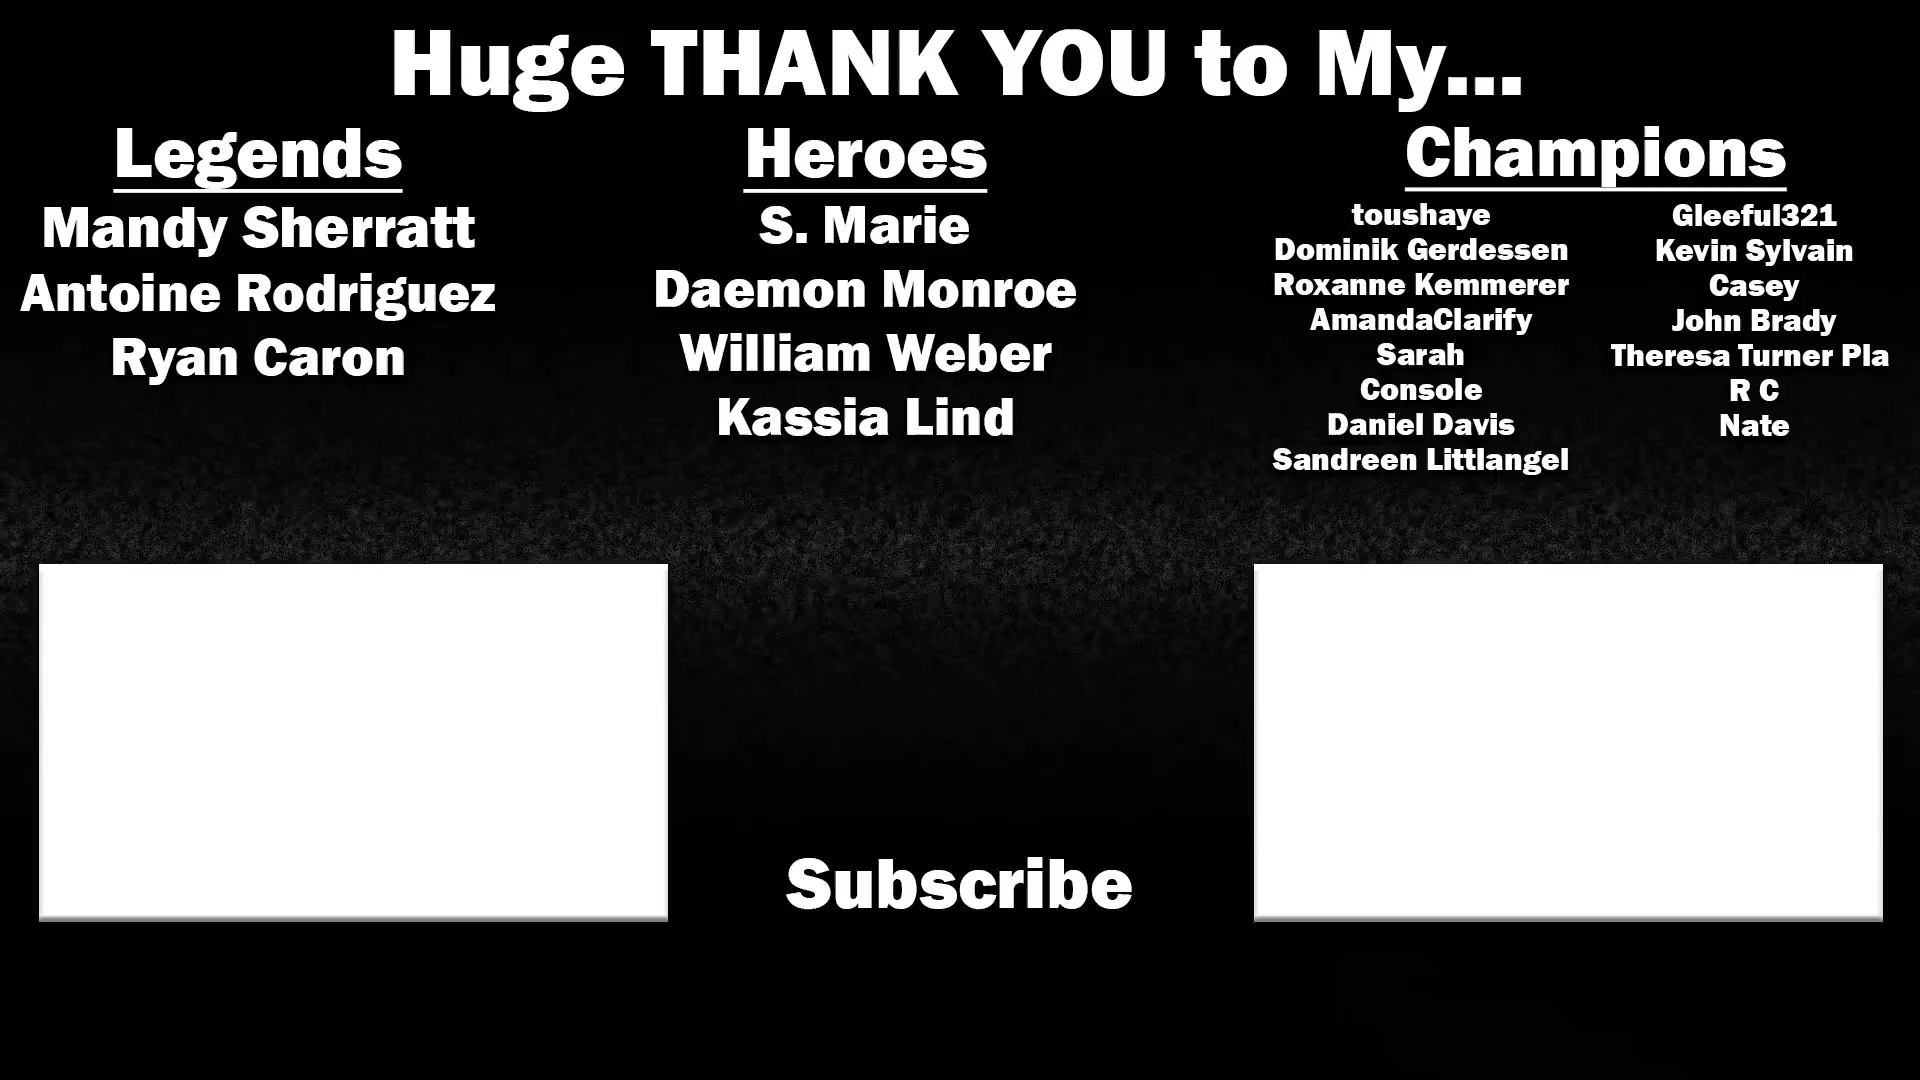 Huge THANK YOU to My...
Legends
Mandy Sherratt
Antoine Rodriguez
Ryan Caron
Heroes
S. Marie
Daemon Monroe
William Weber
Kassia Lind
Champions
toushaye
Dominik Gerdessen
Roxanne Kemmerer
AmandaClarify
Sarah
Console
Daniel Davis
Sandreen Littlangel
Gleeful321
Kevin Sylvain
Casey
John Brady
Theresa Turner Pla
R C
Nate
Subscribe